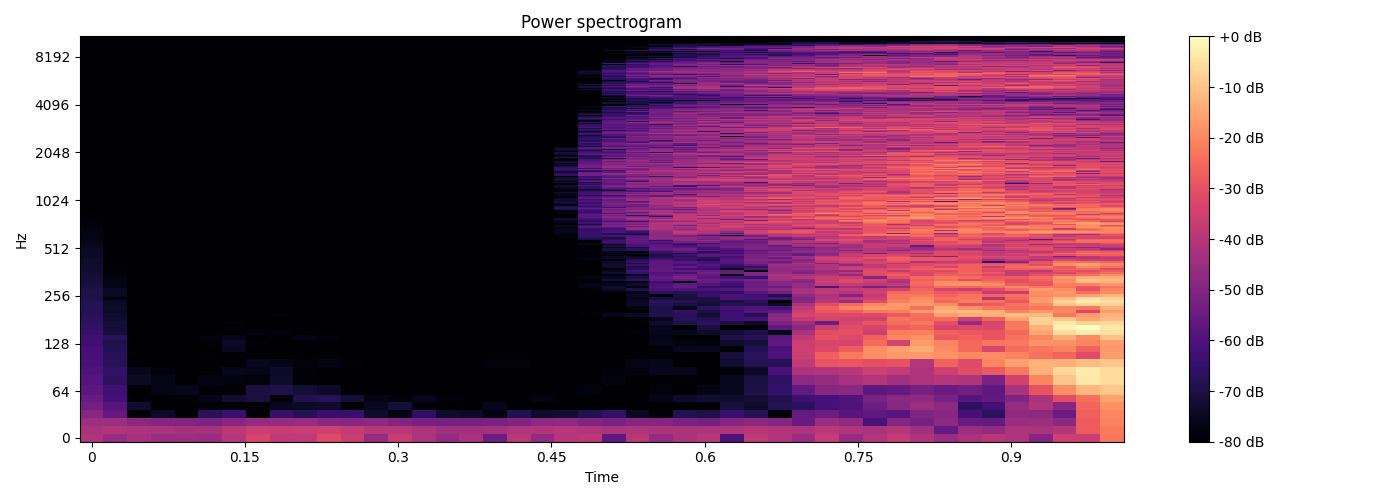 Power spectrogram
Hz
8192
4096
2048
1024
512
256
128
64
0
0 0.15 0.3 0.45 0.6 0.75 0.9
Time
+0 dB
-10 dB
-20 dB
-30 dB
-40 dB
-50 dB
-60 dB
-70 dB
-80 dB